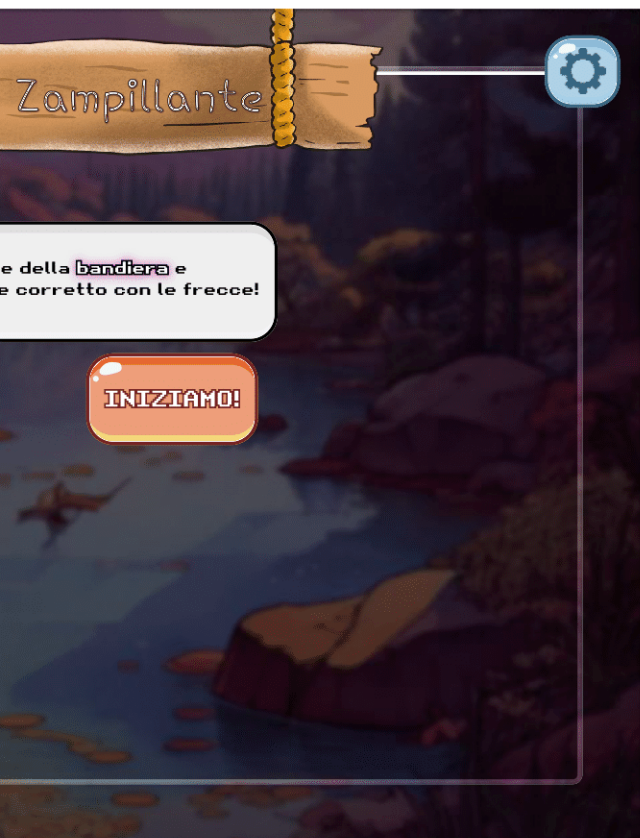 Zampillante
e della bandiera e
e corretto con le frecce!
INIZIAMO!